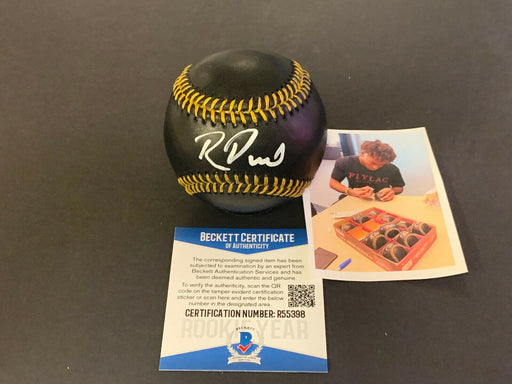 R Dud
BECKETT CERTIFICATE
OF AUTHENTICITY
The corresponding signed item has been
subjected to examination by an expert from
Beckett Authentication Services and has
been deemed authentic and genuine.
To verify the authenticity, scan the QR
code on the tamper-evident certification
sticker or scan here and enter the below
number in the designated area.
CERTIFICATION NUMBER: R55398
ROOKIE YEAR
BECKETT
B
PLYLAC